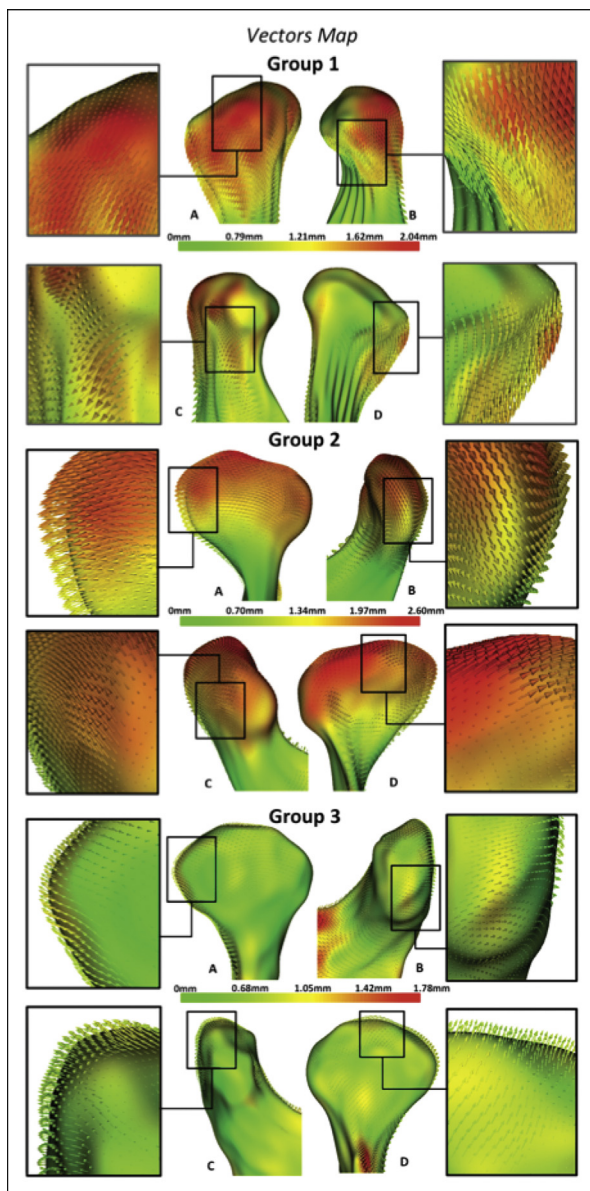 Vectors Map
Group 1
A B
0mm 0.79mm 1.21mm 1.62mm 2.04mm
C D
Group 2
A B
0mm 0.70mm 1.34mm 1.97mm 2.60mm
C D
Group 3
A B
0mm 0.68mm 1.05mm 1.42mm 1.78mm
C D